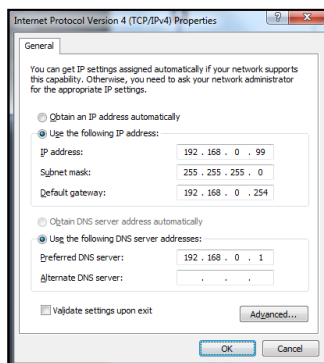 Internet Protocol Version 4 (TCP/IPv4) Properties
General
You can get IP settings assigned automatically if your network supports
this capability. Otherwise, you need to ask your network administrator
for the appropriate IP settings.
Obtain an IP address automatically
Use the following IP address:
IP address: 192 . 168 . 0 . 99
Subnet mask: 255 . 255 . 255 . 0
Default gateway: 192 . 168 . 0 . 254
Obtain DNS server address automatically
Use the following DNS server addresses:
Preferred DNS server: 192 . 168 . 0 . 1
Alternate DNS server: . . .
Validate settings upon exit
Advanced...
OK Cancel